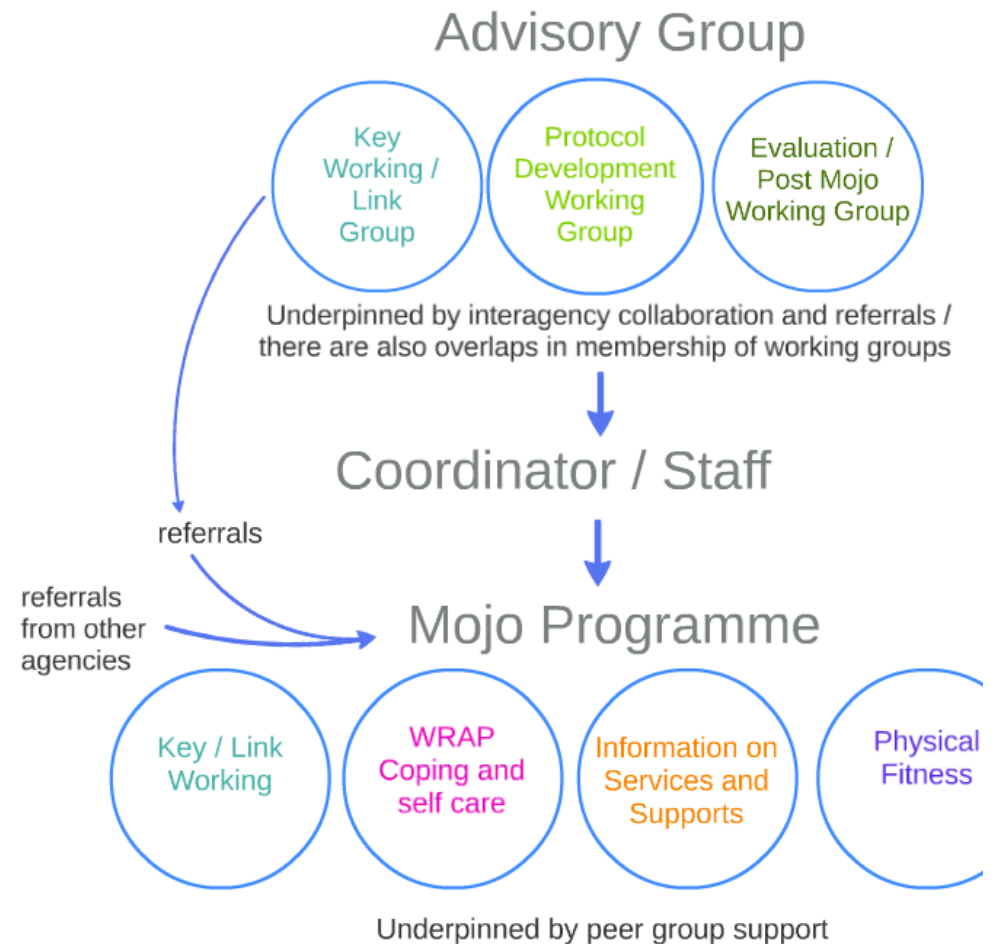 Advisory Group
Key
Working /
Link
Group
Protocol
Development
Working
Group
Evaluation /
Post Mojo
Working Group
Underpinned by interagency collaboration and referrals /
there are also overlaps in membership of working groups
Coordinator / Staff
referrals
referrals
from other
agencies
Mojo Programme
Key / Link
Working
WRAP
Coping and
self care
Information on
Services and
Supports
Physical
Fitness
Underpinned by peer group support